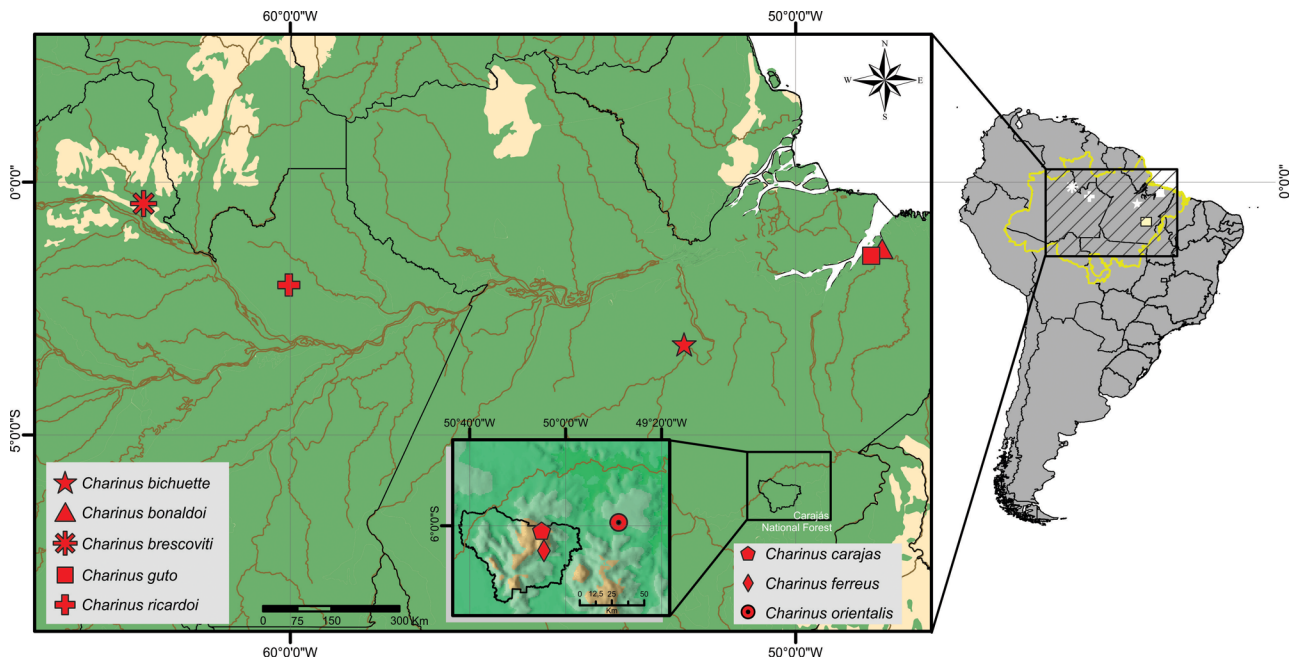 60°0'0"W 50°0'0"W
N
W E
S
0°0'0"
0°0'0"
5°0'0"S
50°40'0"W 50°0'0"W 49°20'0"W
6°0'0"S
0 12,5 25 50
Km
Carajás
National Forest
Charinus bichuette
Charinus bonaldoi
Charinus brescoviti
Charinus guto
Charinus ricardoi
Charinus carajas
Charinus ferreus
Charinus orientalis
0 75 150 300 Km
60°0'0"W 50°0'0"W